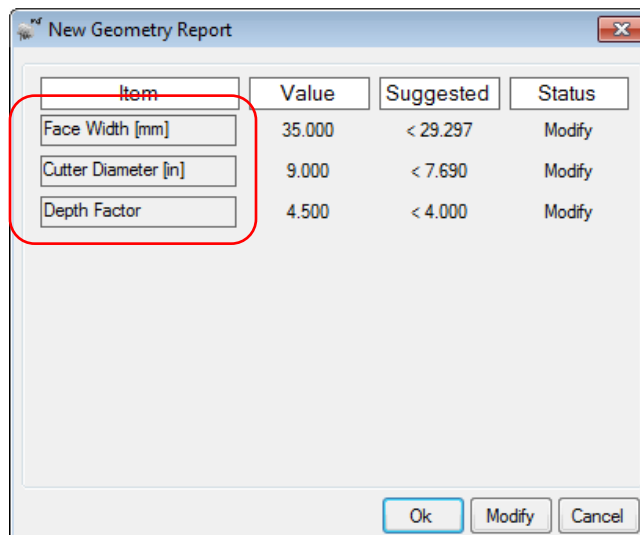 New Geometry Report
Item Value Suggested Status
Face Width [mm] 35.000 < 29.297 Modify
Cutter Diameter [in] 9.000 < 7.690 Modify
Depth Factor 4.500 < 4.000 Modify
Ok Modify Cancel